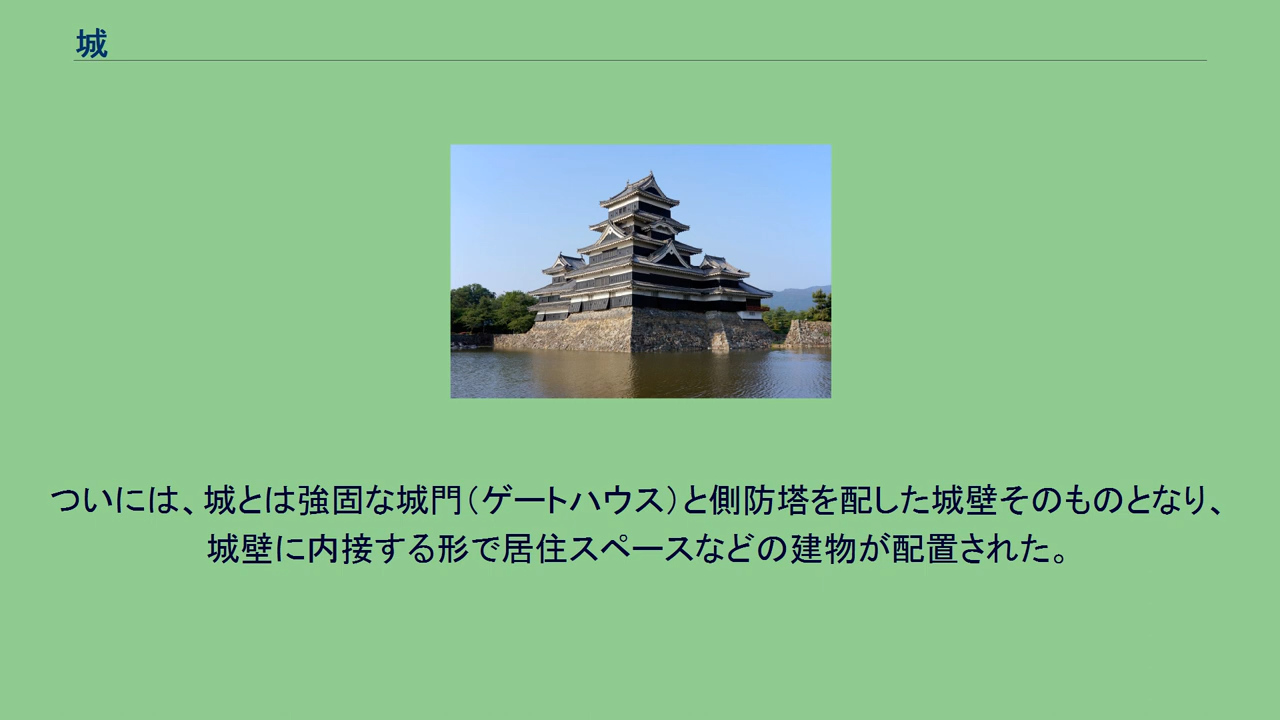 城
ついには、城とは強固な城門（ゲートハウス）と側防塔を配した城壁そのものとなり、
城壁に内接する形で居住スペースなどの建物が配置された。